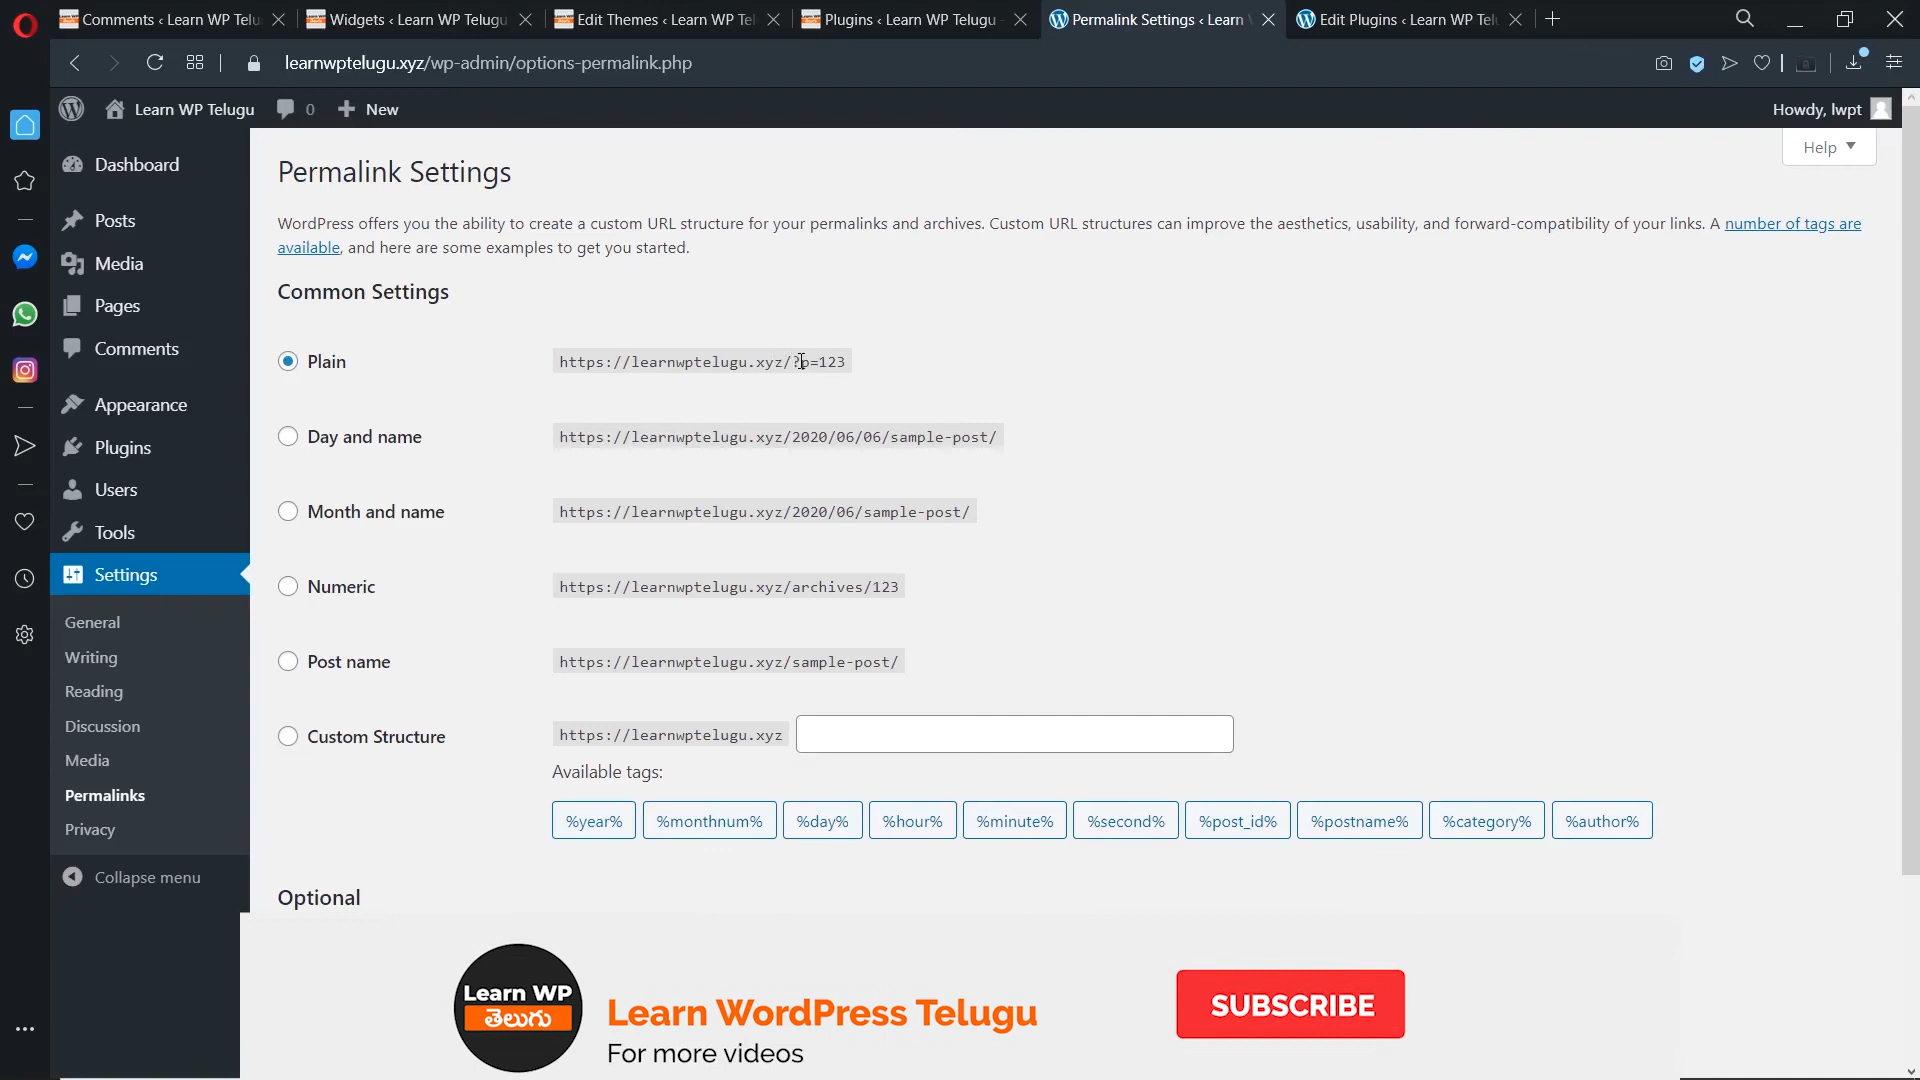 Comments ‹ Learn WP Telu
Widgets ‹ Learn WP Telugu
Edit Themes ‹ Learn WP Tel
Plugins ‹ Learn WP Telugu
Permalink Settings ‹ Learn
Edit Plugins ‹ Learn WP Tel
learnwptelugu.xyz/wp-admin/options-permalink.php
Learn WP Telugu
0
New
Howdy, lwpt
Help
Dashboard
Posts
Media
Pages
Comments
Appearance
Plugins
Users
Tools
Settings
General
Writing
Reading
Discussion
Media
Permalinks
Privacy
Collapse menu
Permalink Settings
WordPress offers you the ability to create a custom URL structure for your permalinks and archives. Custom URL structures can improve the aesthetics, usability, and forward-compatibility of your links. A number of tags are
available, and here are some examples to get you started.
Common Settings
Plain https://learnwptelugu.xyz/?p=123
Day and name https://learnwptelugu.xyz/2020/06/06/sample-post/
Month and name https://learnwptelugu.xyz/2020/06/sample-post/
Numeric https://learnwptelugu.xyz/archives/123
Post name https://learnwptelugu.xyz/sample-post/
Custom Structure https://learnwptelugu.xyz
Available tags:
%year% %monthnum% %day% %hour% %minute% %second% %post_id% %postname% %category% %author%
Optional
Learn WP
తెలుగు
Learn WordPress Telugu
For more videos
SUBSCRIBE